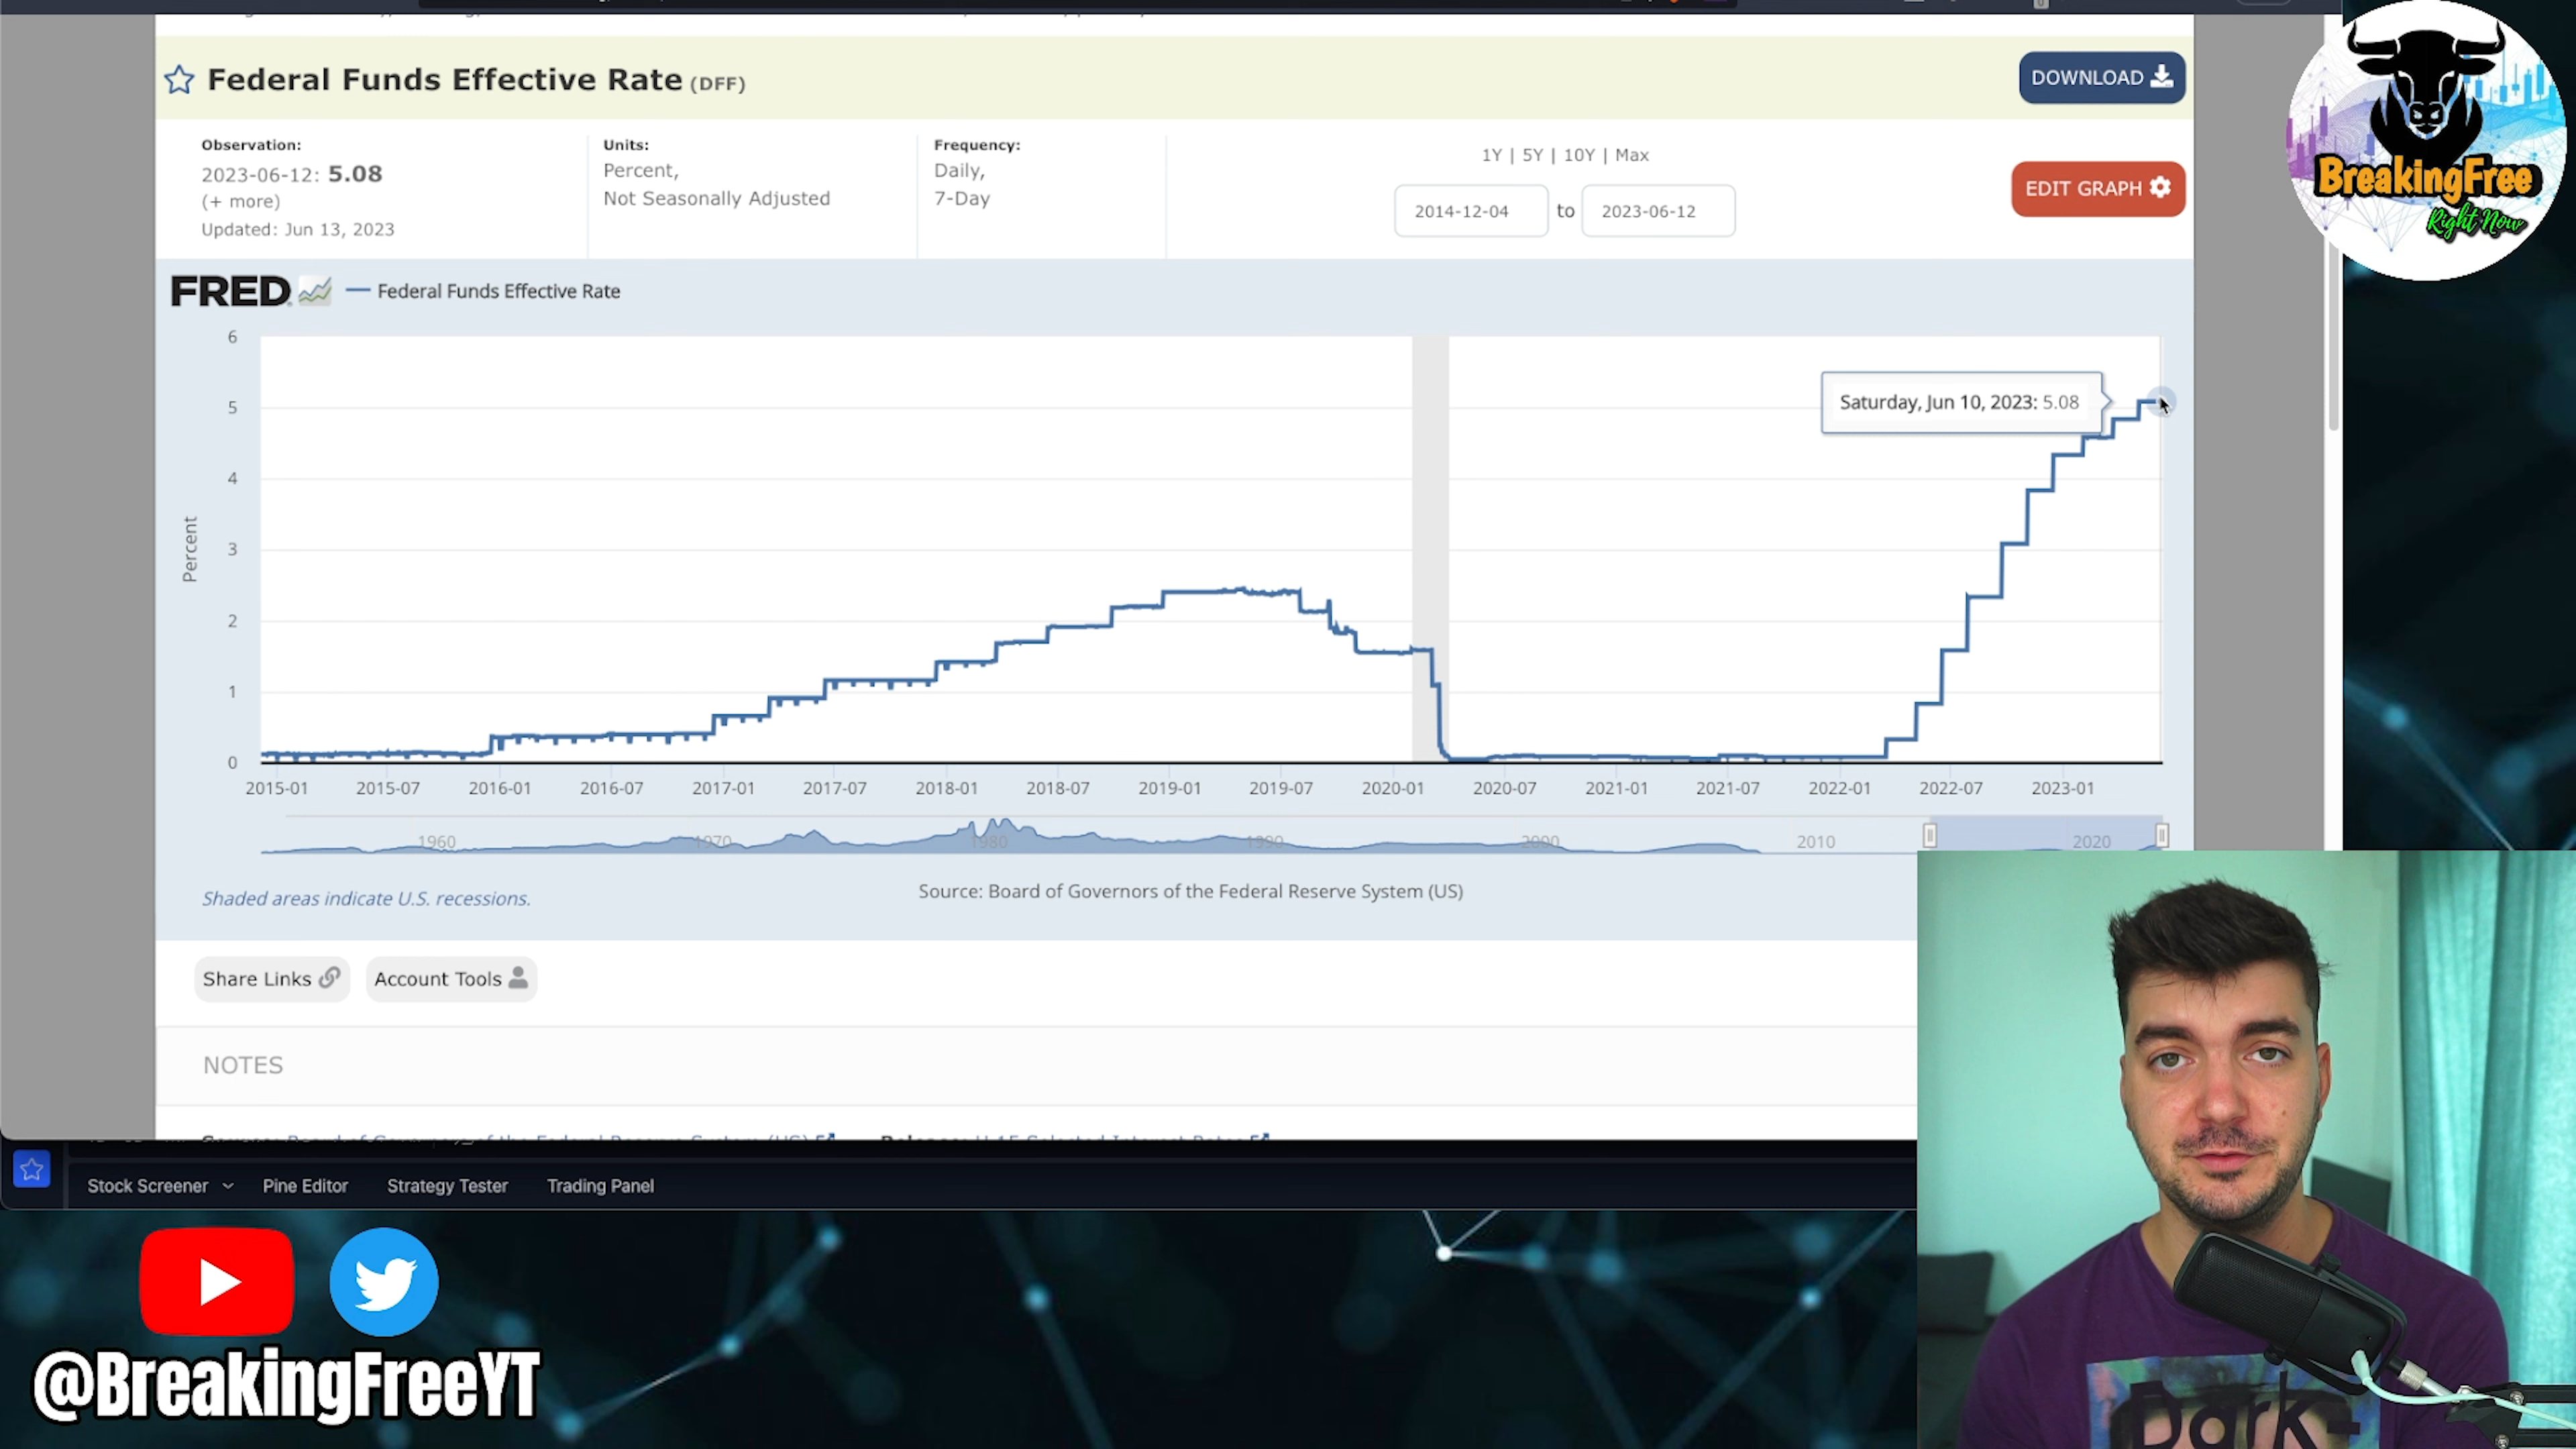 Federal Funds Effective Rate (DFF)
DOWNLOAD
Observation:
2023-06-12: 5.08
(+ more)
Updated: Jun 13, 2023
Units:
Percent,
Not Seasonally Adjusted
Frequency:
Daily,
7-Day
1Y | 5Y | 10Y | Max
2014-12-04 to 2023-06-12
EDIT GRAPH
BreakingFree
Right Now
FRED
Federal Funds Effective Rate
6
5
4
3
2
1
0
Percent
Saturday, Jun 10, 2023: 5.08
2015-01 2015-07 2016-01 2016-07 2017-01 2017-07 2018-01 2018-07 2019-01 2019-07 2020-01 2020-07 2021-01 2021-07 2022-01 2022-07 2023-01
1960 1970 1980 1990 2000 2010 2020
Shaded areas indicate U.S. recessions.
Source: Board of Governors of the Federal Reserve System (US)
Share Links
Account Tools
NOTES
Stock Screener Pine Editor Strategy Tester Trading Panel
@BreakingFreeYT
Dark-